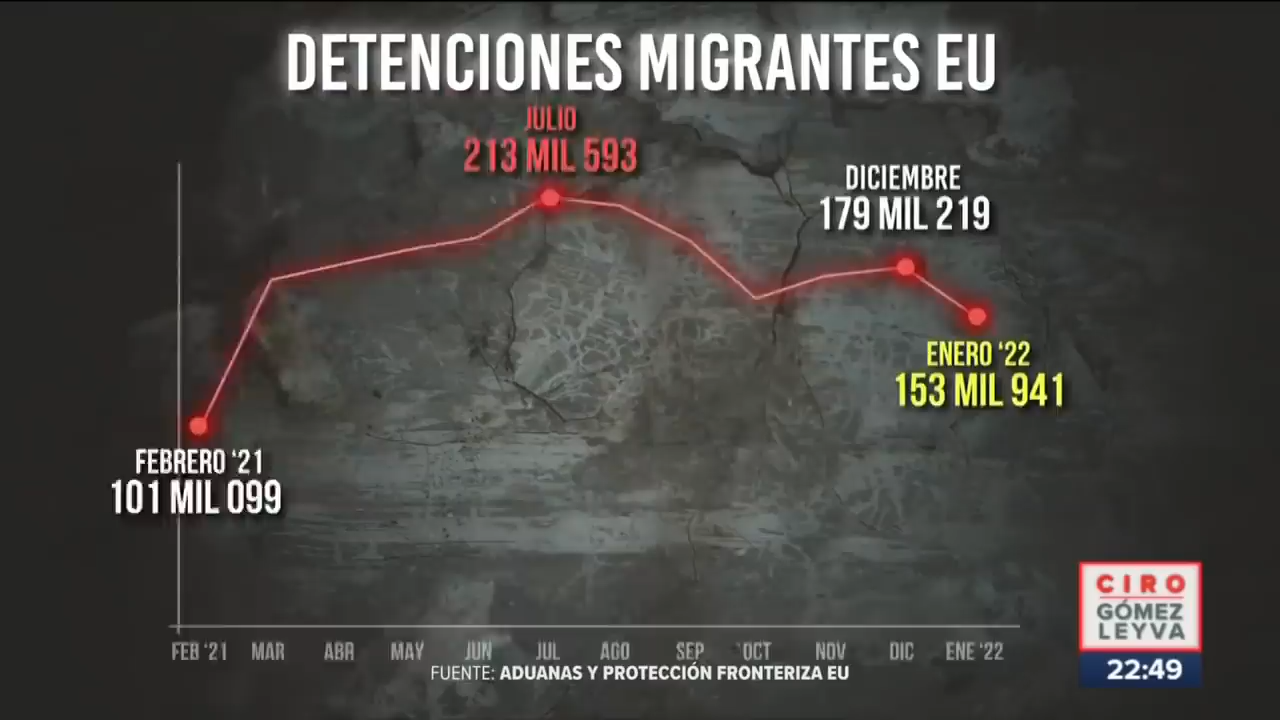 DETENCIONES MIGRANTES EU
JULIO
213 MIL 593
DICIEMBRE
179 MIL 219
ENERO ‘22
153 MIL 941
FEBRERO ‘21
101 MIL 099
FEB ‘21 MAR ABR MAY JUN JUL AGO SEP OCT NOV DIC ENE ‘22
FUENTE: ADUANAS Y PROTECCIÓN FRONTERIZA EU
CIRO
GÓMEZ
LEYVA
22:49